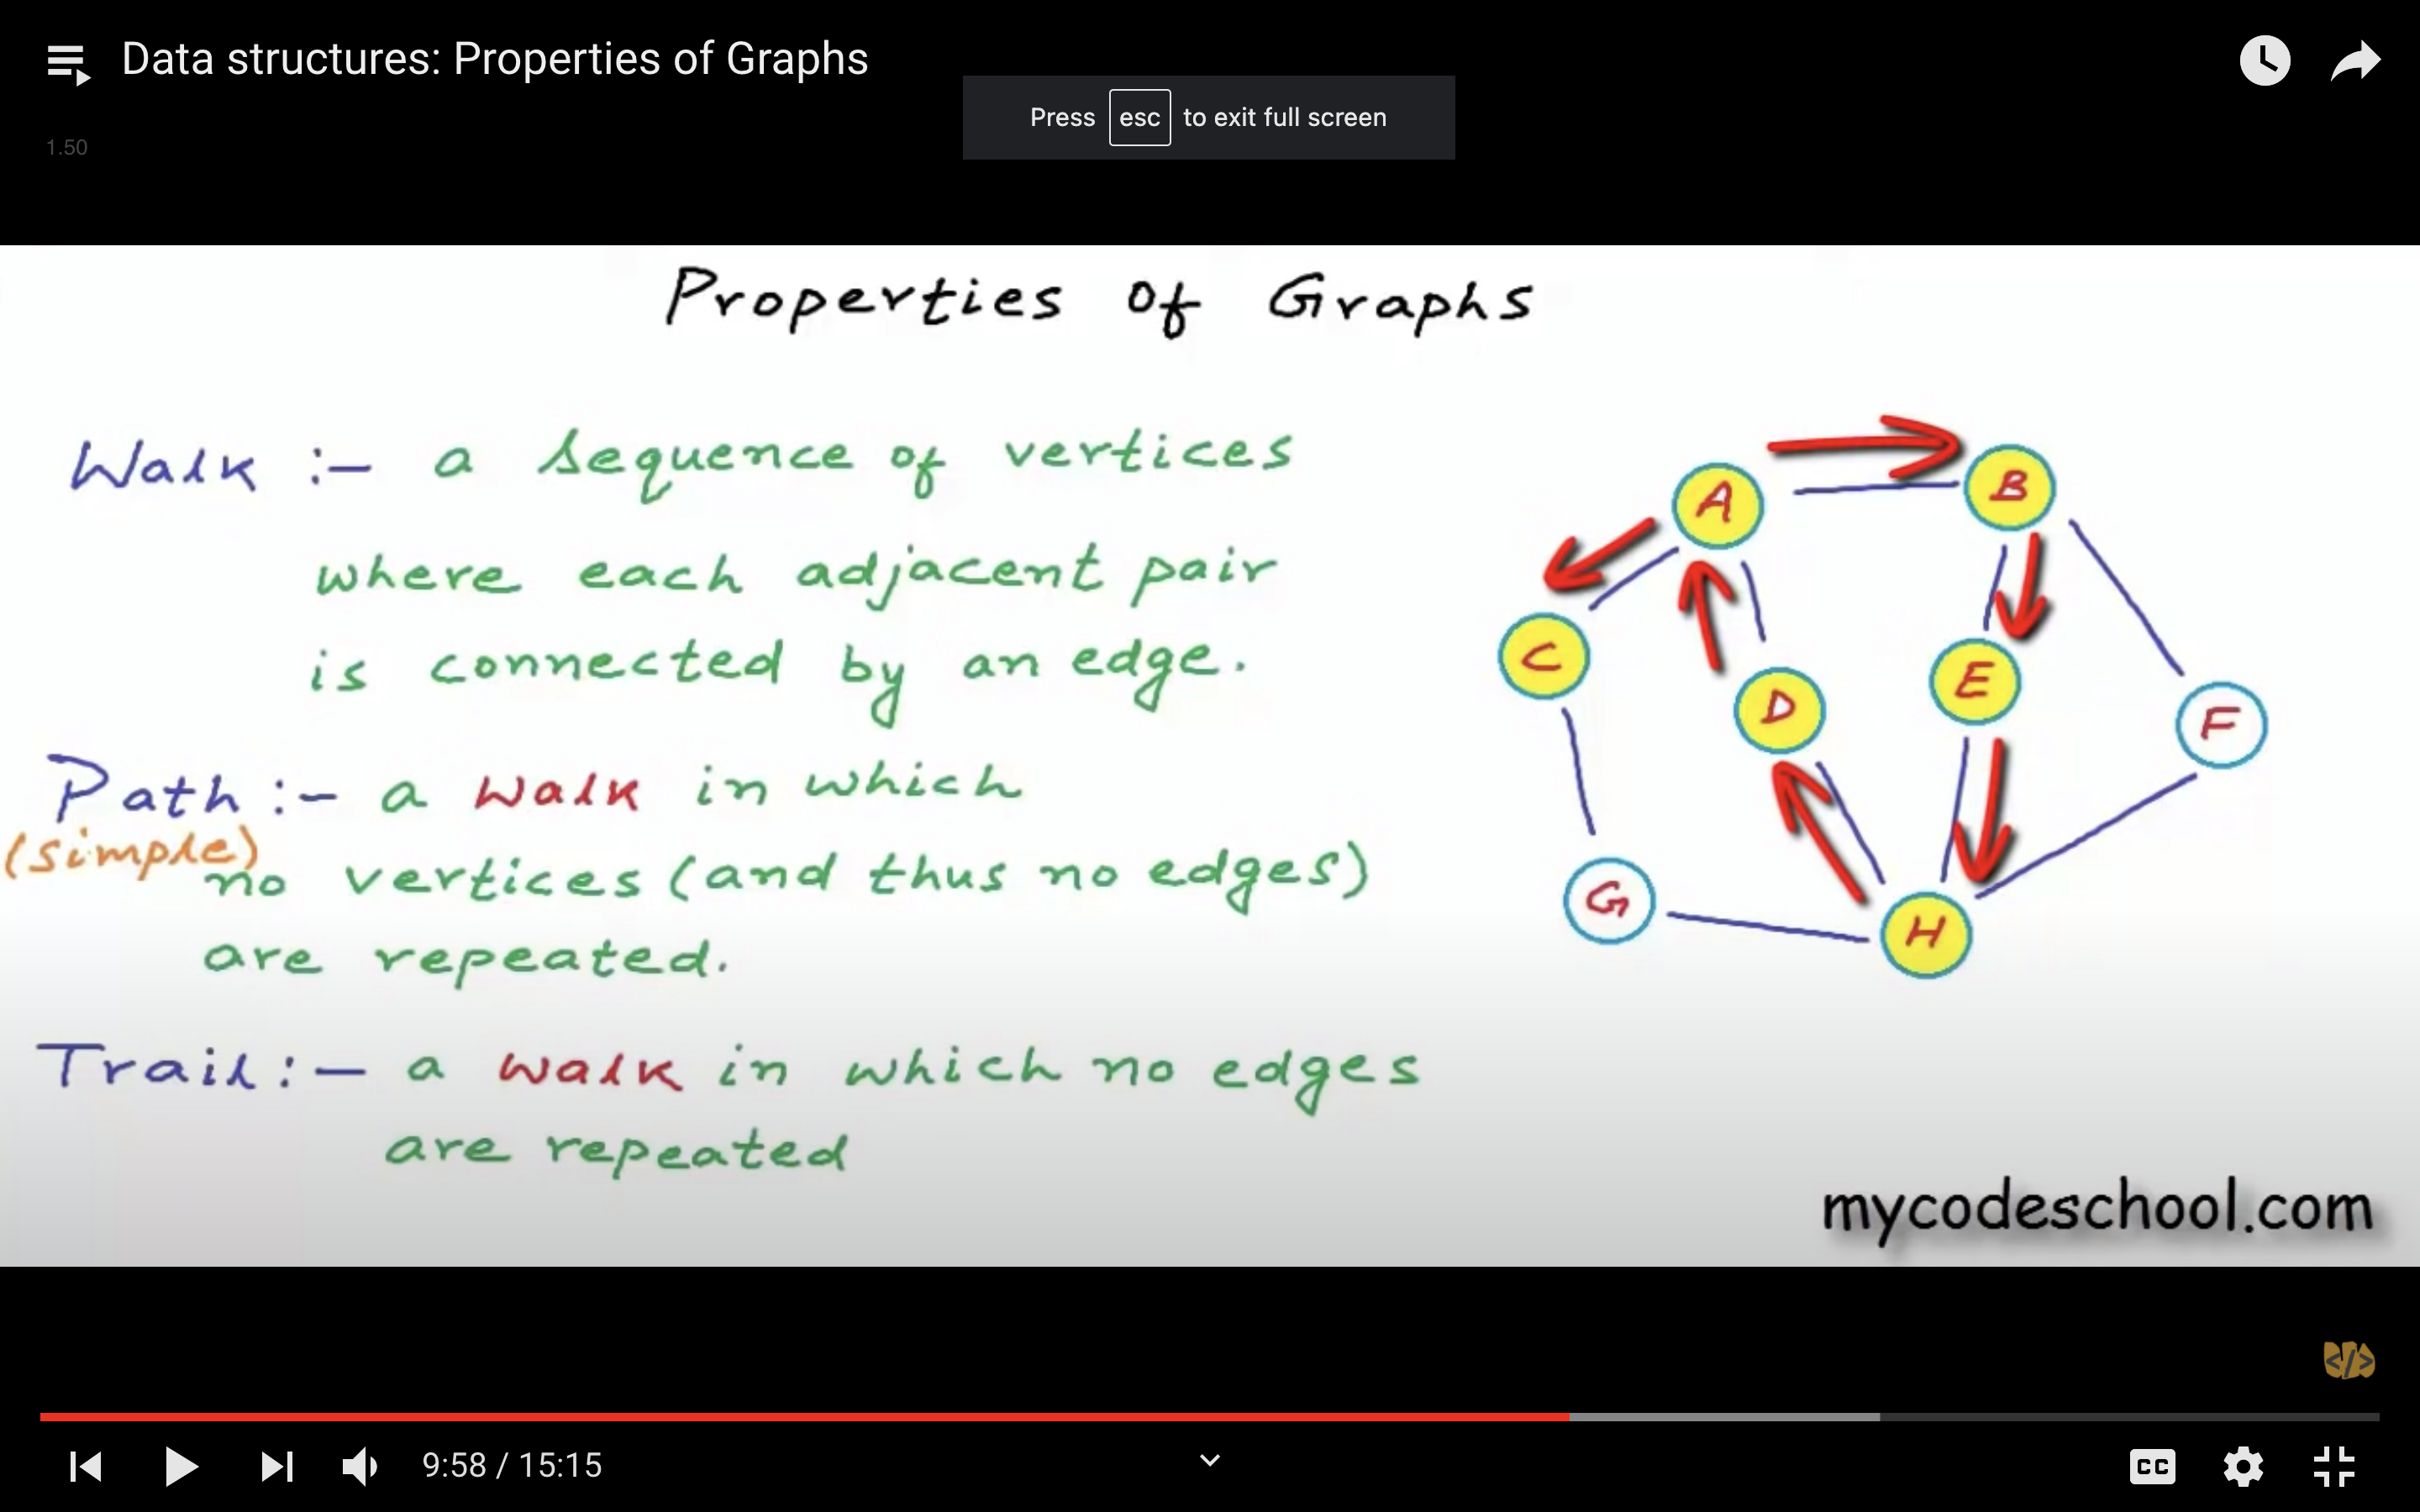 Data structures: Properties of Graphs
Press esc to exit full screen
1.50
Properties of Graphs
Walk :- a sequence of vertices
where each adjacent pair
is connected by an edge.
Path :- a walk in which
(simple)
no vertices (and thus no edges)
are repeated.
Trail :- a walk in which no edges
are repeated
A
B
C
D
E
F
G
H
mycodeschool.com
</>
9:58 / 15:15
CC